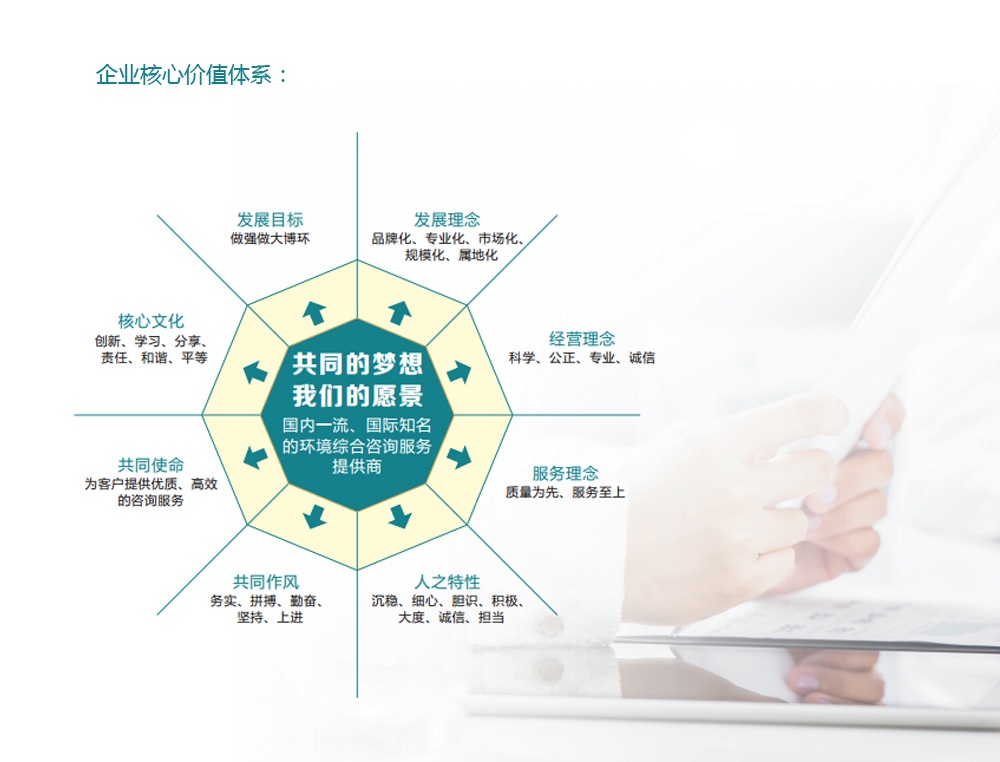 企业核心价值体系：
发展目标
做强做大博环
发展理念
品牌化、专业化、市场化、
规模化、属地化
核心文化
创新、学习、分享、
责任、和谐、平等
经营理念
科学、公正、专业、诚信
共同的梦想
我们的愿景
国内一流、国际知名
的环境综合咨询服务
提供商
共同使命
为客户提供优质、高效
的咨询服务
服务理念
质量为先、服务至上
共同作风
务实、拼搏、勤奋、
坚持、上进
人之特性
沉稳、细心、胆识、积极、
大度、诚信、担当